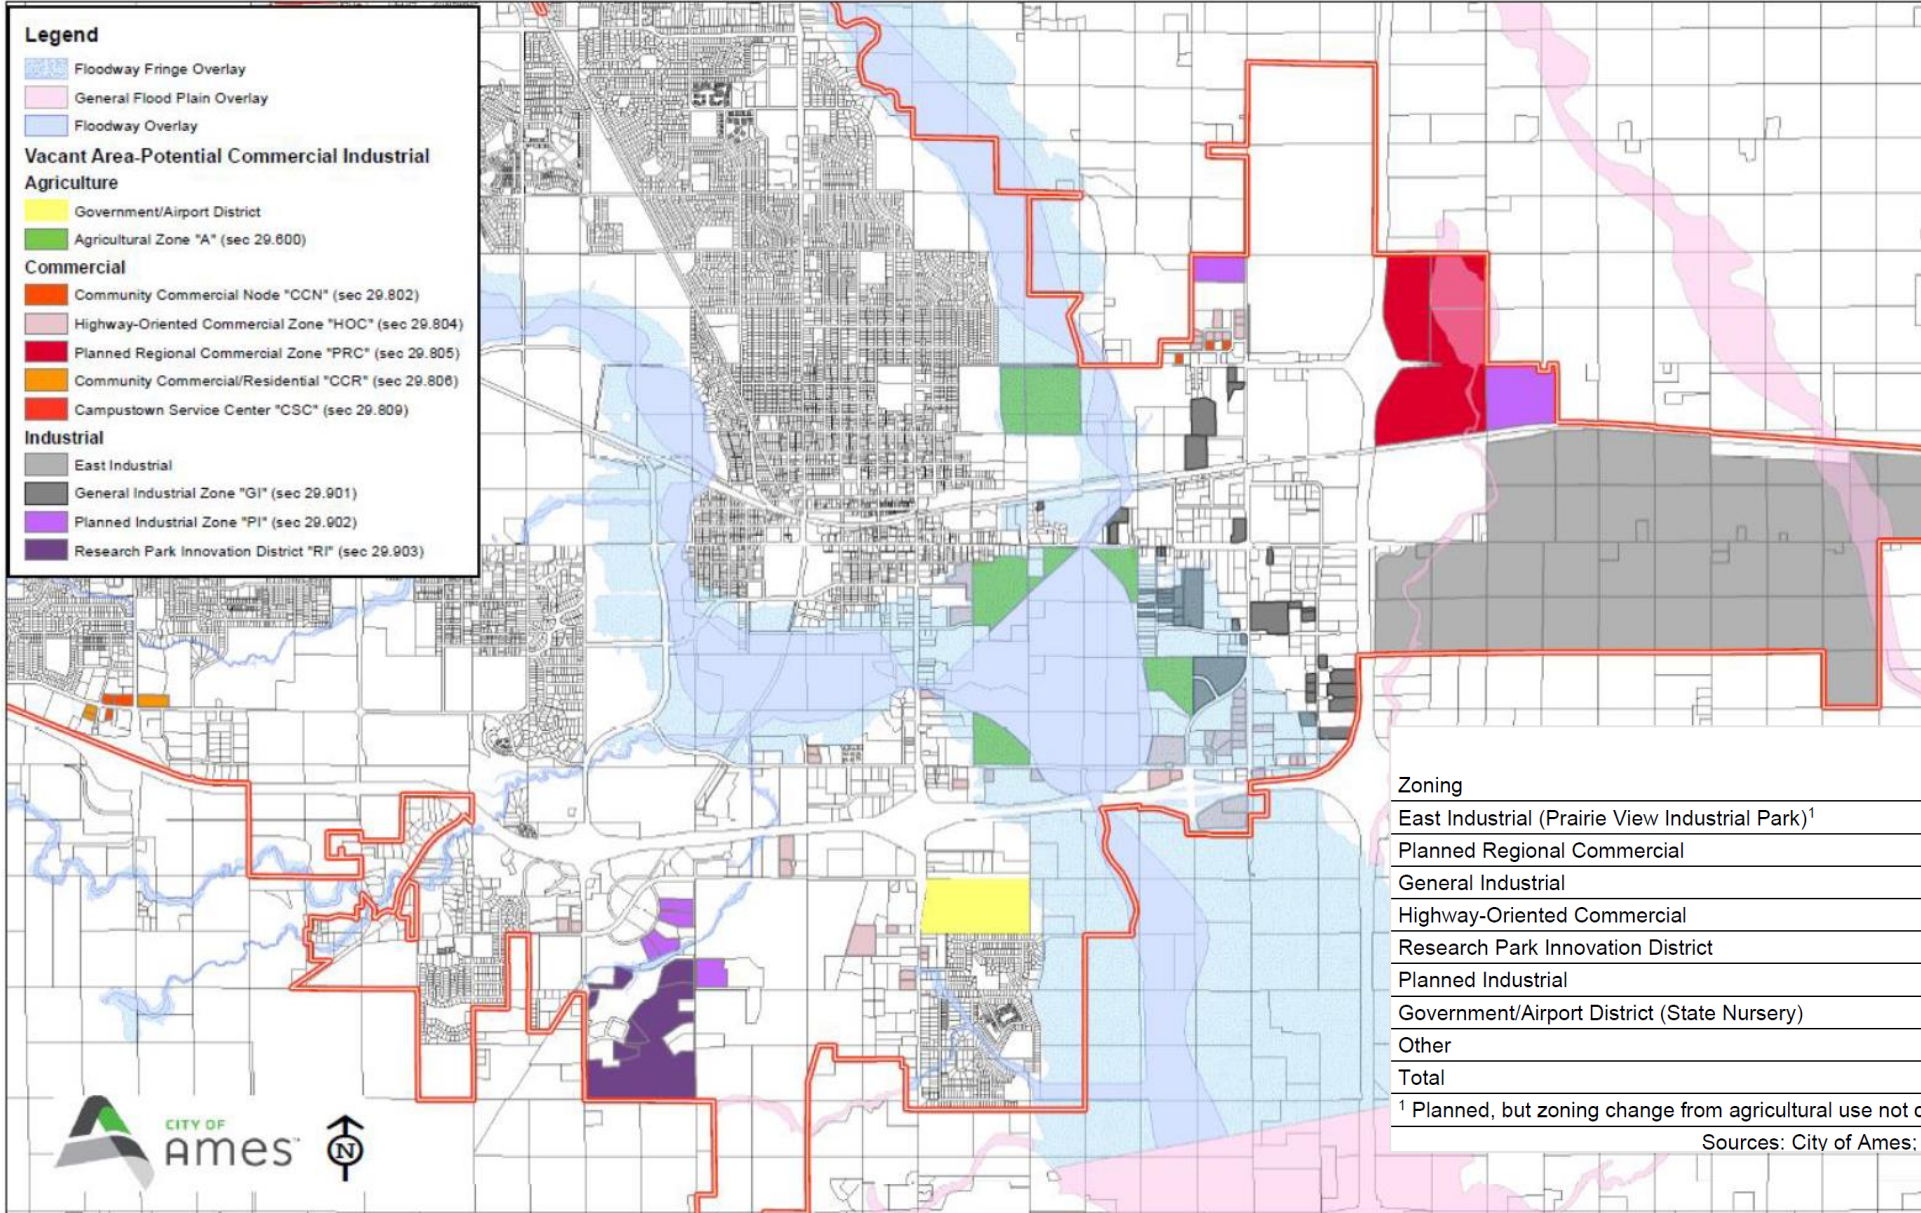 Legend
Floodway Fringe Overlay
General Flood Plain Overlay
Floodway Overlay
Vacant Area-Potential Commercial Industrial
Agriculture
Government/Airport District
Agricultural Zone "A" (sec 29.600)
Commercial
Community Commercial Node "CCN" (sec 29.802)
Highway-Oriented Commercial Zone "HOC" (sec 29.804)
Planned Regional Commercial Zone "PRC" (sec 29.805)
Community Commercial/Residential "CCR" (sec 29.806)
Campustown Service Center "CSC" (sec 29.809)
Industrial
East Industrial
General Industrial Zone "GI" (sec 29.901)
Planned Industrial Zone "PI" (sec 29.902)
Research Park Innovation District "RI" (sec 29.903)
Zoning
East Industrial (Prairie View Industrial Park)¹
Planned Regional Commercial
General Industrial
Highway-Oriented Commercial
Research Park Innovation District
Planned Industrial
Government/Airport District (State Nursery)
Other
Total
¹ Planned, but zoning change from agricultural use not
Sources: City of Ames;
CITY OF
Ames™
N